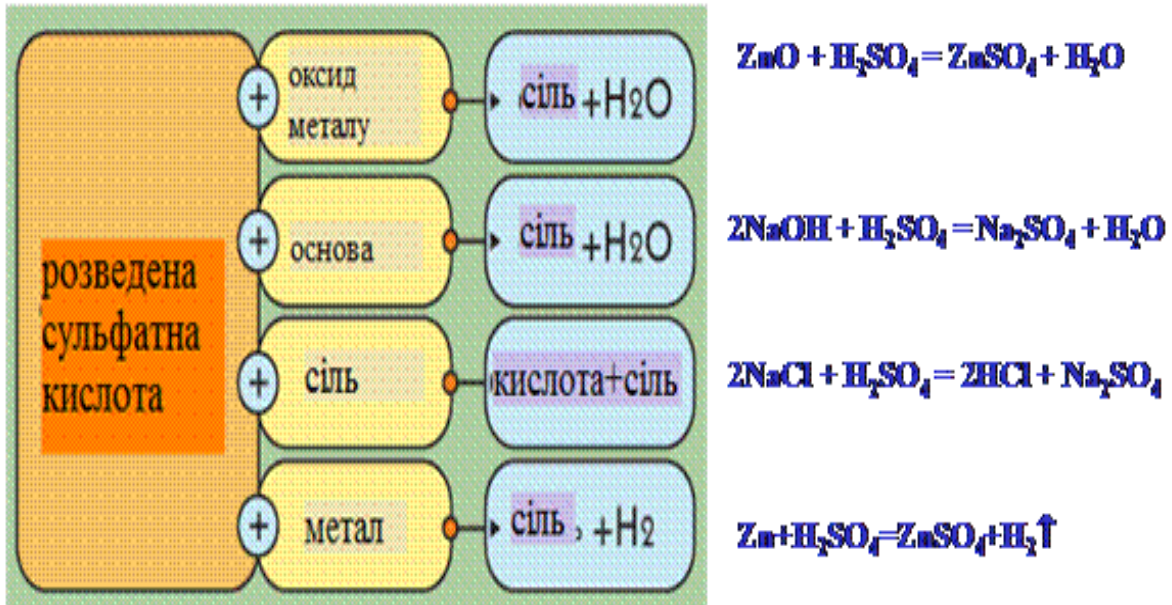 розведена
сульфатна
кислота
+
оксид
металу
сіль +H2O
ZnO + H₂SO₄ = ZnSO₄ + H₂O
+
основа
сіль +H2O
2NaOH + H₂SO₄ = Na₂SO₄ + H₂O
+
сіль
кислота+сіль
2NaCl + H₂SO₄ = 2HCl + Na₂SO₄
+
метал
сіль +H2
Zn+H₂SO₄=ZnSO₄+H₂↑